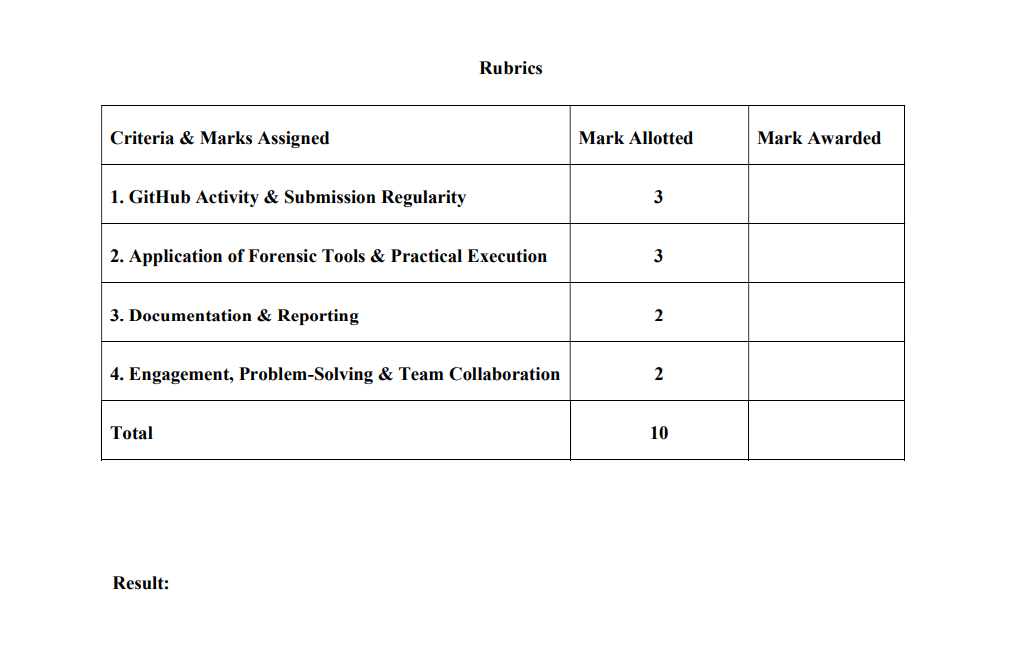 Rubrics
Criteria & Marks Assigned Mark Allotted Mark Awarded
1. GitHub Activity & Submission Regularity 3
2. Application of Forensic Tools & Practical Execution 3
3. Documentation & Reporting 2
4. Engagement, Problem-Solving & Team Collaboration 2
Total 10
Result: